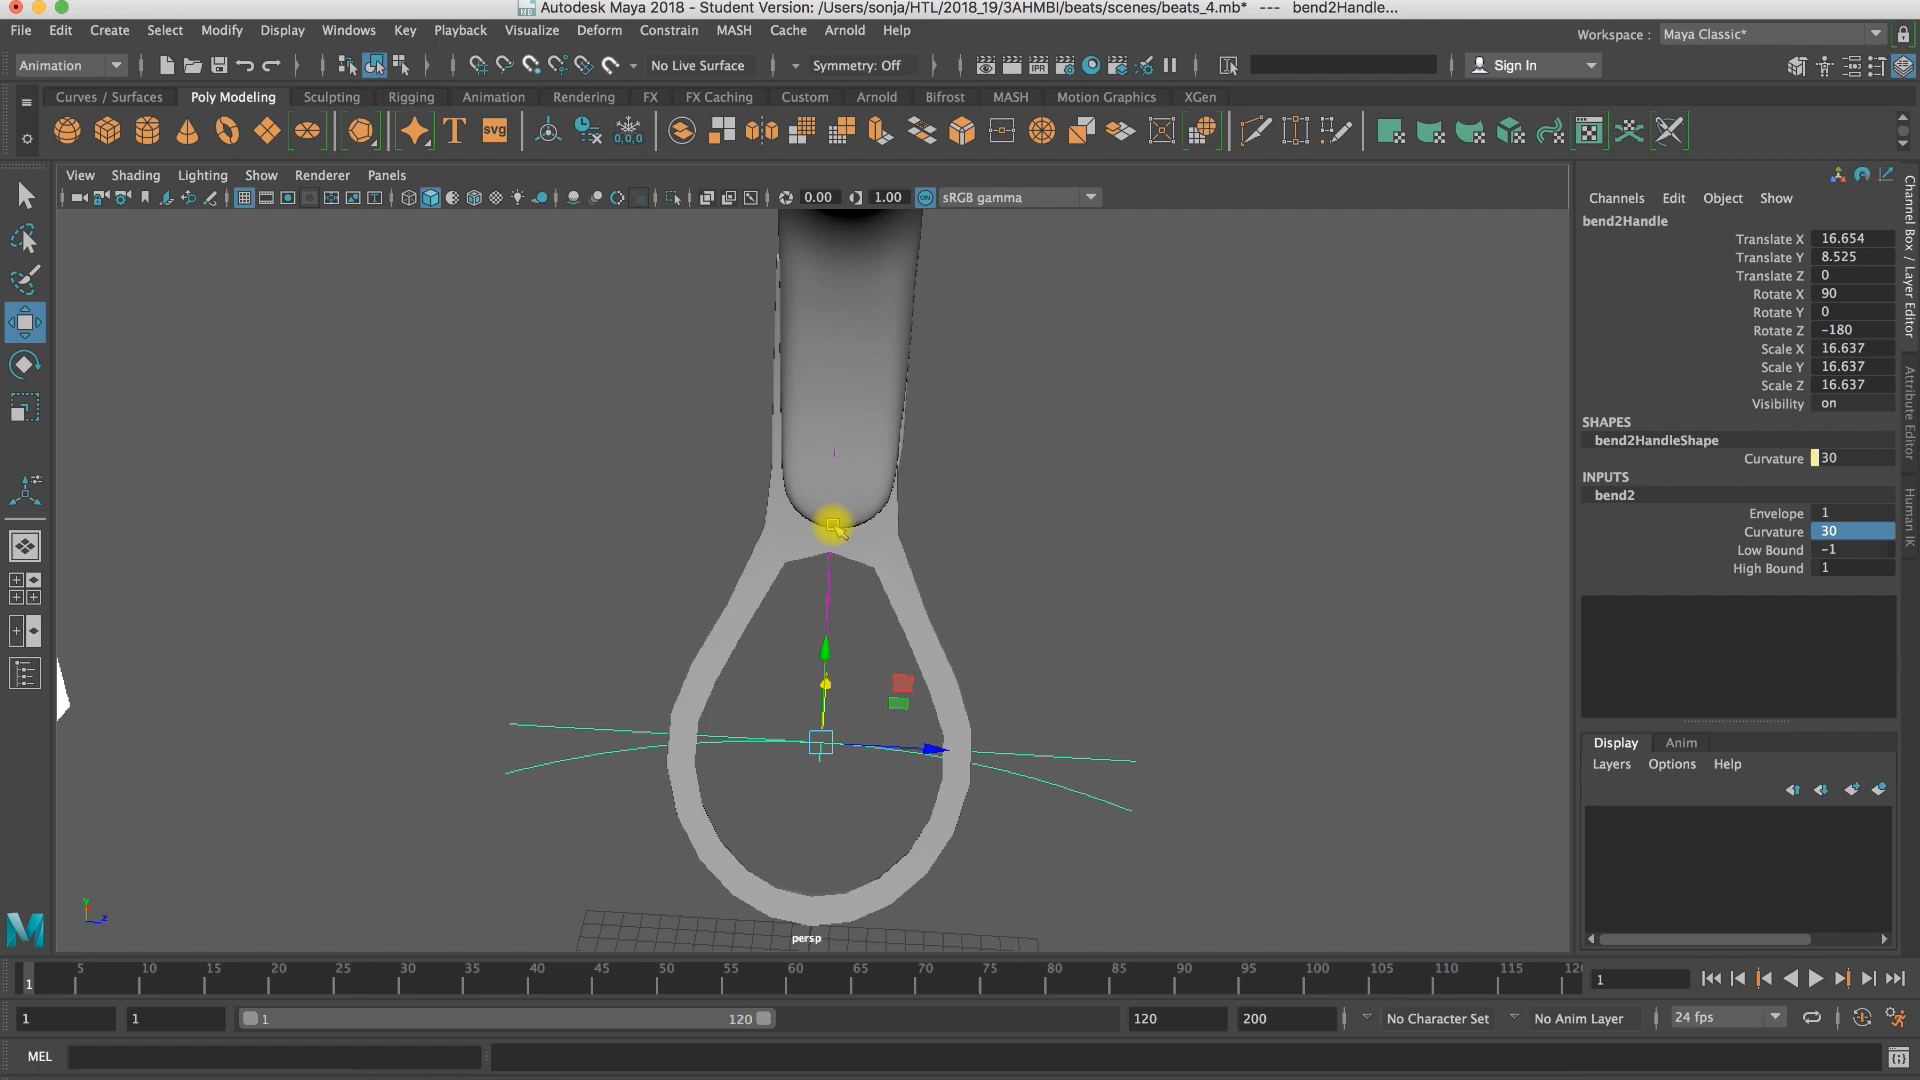 Autodesk Maya 2018 - Student Version: /Users/sonja/HTL/2018_19/3AHMBI/beats/scenes/beats_4.mb* --- bend2Handle...
File Edit Create Select Modify Display Windows Key Playback Visualize Deform Constrain MASH Cache Arnold Help
Workspace : Maya Classic*
Animation No Live Surface Symmetry: Off Sign In
Curves / Surfaces Poly Modeling Sculpting Rigging Animation Rendering FX FX Caching Custom Arnold Bifrost MASH Motion Graphics XGen
T svg 0,0,0
View Shading Lighting Show Renderer Panels
0.00 1.00 ON sRGB gamma
Channels Edit Object Show
bend2Handle
Translate X 16.654
Translate Y 8.525
Translate Z 0
Rotate X 90
Rotate Y 0
Rotate Z -180
Scale X 16.637
Scale Y 16.637
Scale Z 16.637
Visibility on
SHAPES
bend2HandleShape
Curvature 30
INPUTS
bend2
Envelope 1
Curvature 30
Low Bound -1
High Bound 1
Channel Box / Layer Editor
Attribute Editor
Human IK
Display Anim
Layers Options Help
y
z
persp
5 10 15 20 25 30 35 40 45 50 55 60 65 70 75 80 85 90 95 100 105 110 115 12
1 1
1 1 1 120 120 200 No Character Set No Anim Layer 24 fps
MEL